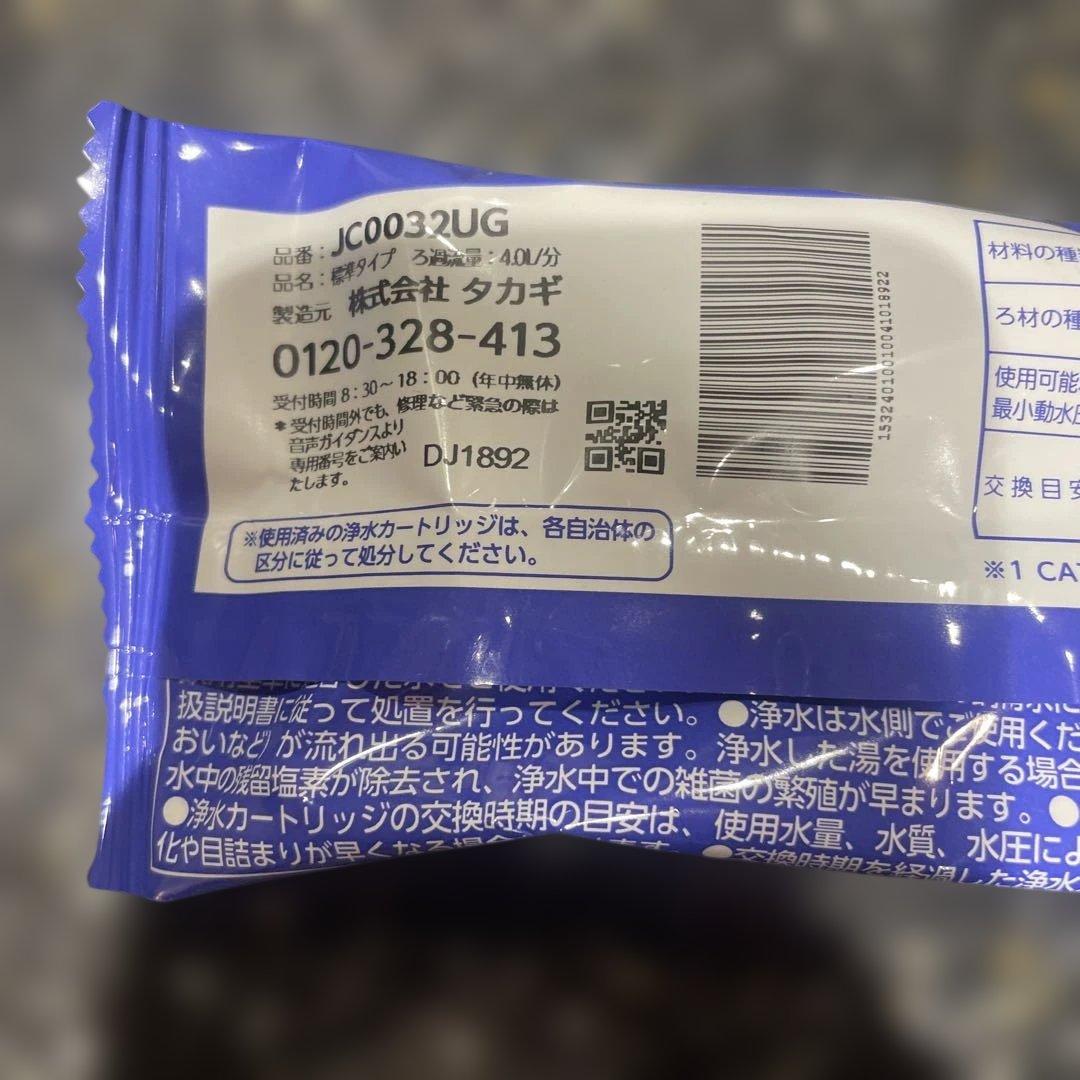 品番：JC0032UG
品名：標準タイプ ろ過流量：4.0L/分
製造元 株式会社 タカギ
0120-328-413
受付時間 8：30～18：00（年中無休）
＊受付時間外でも、修理など緊急の際は
音声ガイダンスより
専用番号をご案内い
たします。
DJ1892
15324010010041018922
※使用済みの浄水カートリッジは、各自治体の
区分に従って処分してください。
材料の種
ろ材の種
使用可能
最小動水圧
交換目安
※1 CAT
扱説明書に従って処置を行ってください。●浄水は水側でご使用くだ
おいなど)が流れ出る可能性があります。浄水した湯を使用する場合
水中の残留塩素が除去され、浄水中での雑菌の繁殖が早まります。●
●浄水カートリッジの交換時期の目安は、使用水量、水質、水圧によ
化や目詰まりが早くなる場合
●交換時期を経過した浄水